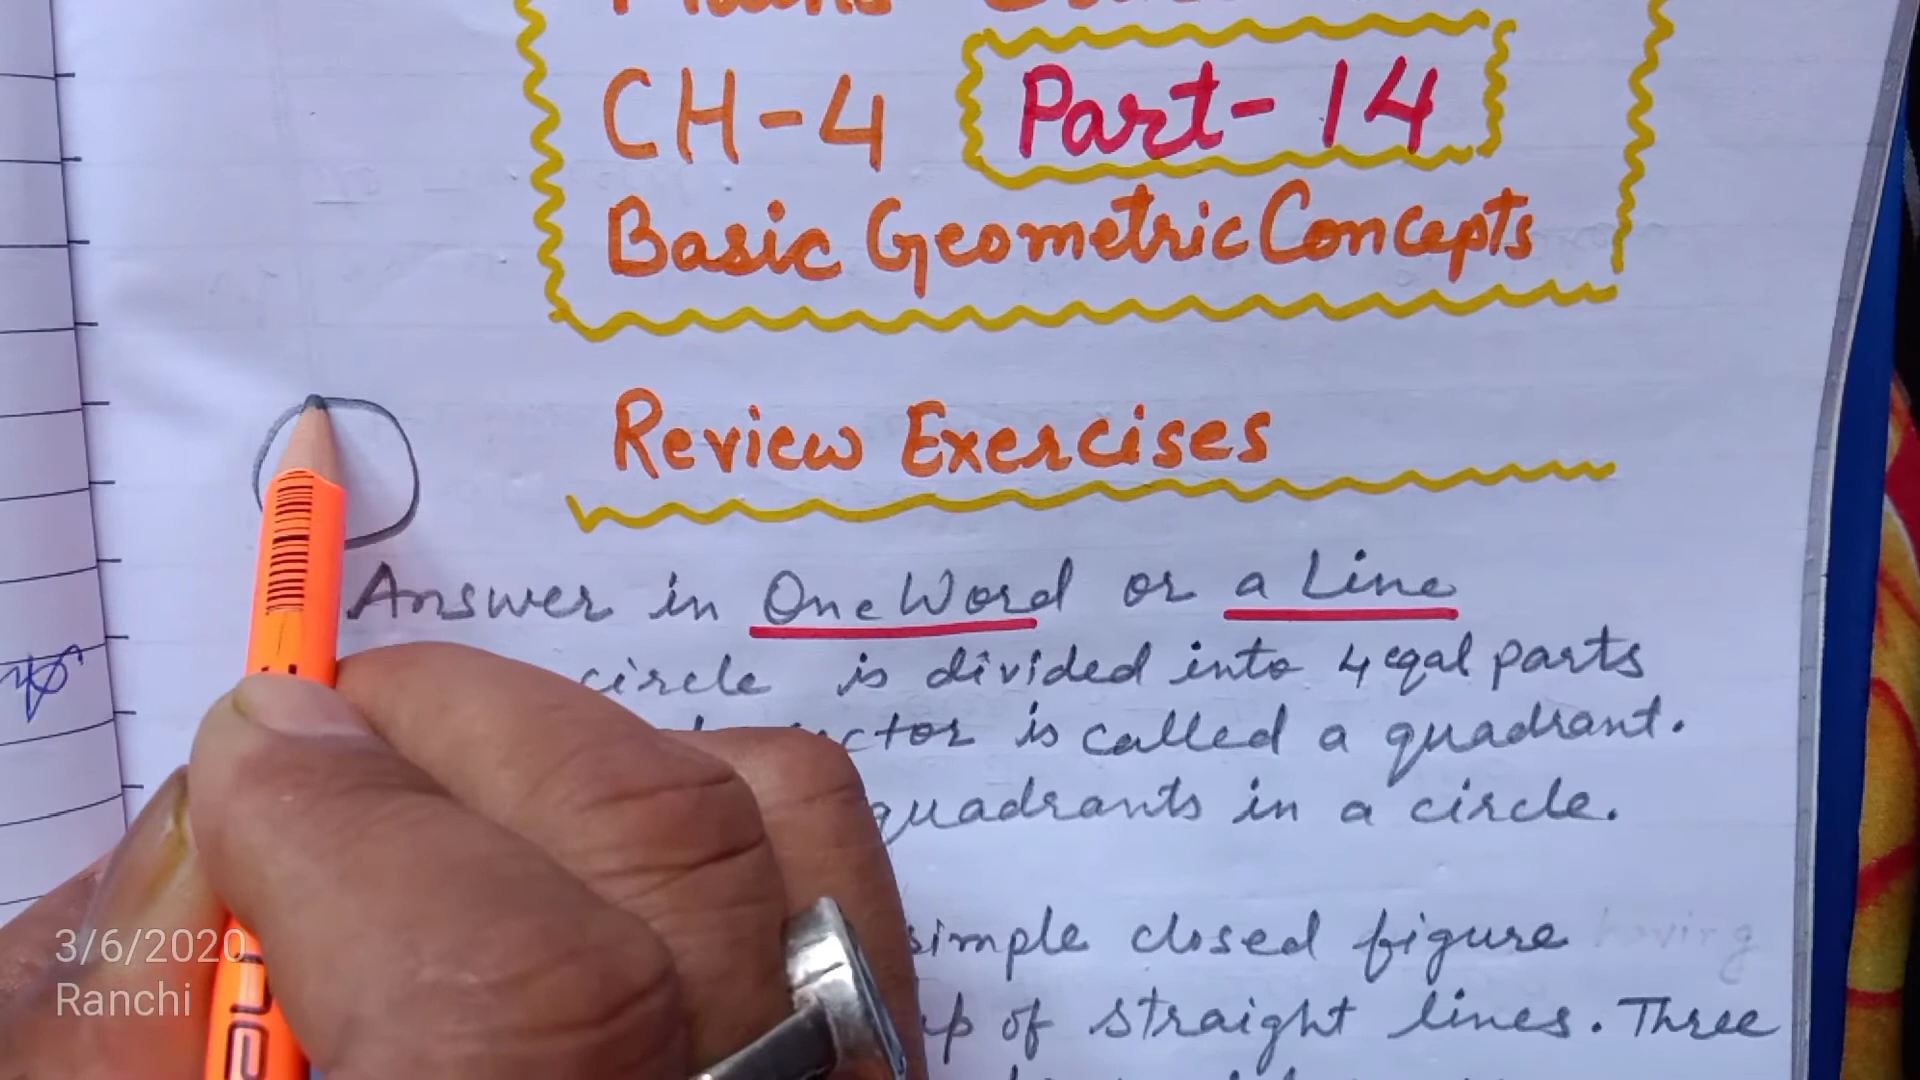 CH-4 Part-14
Basic Geometric Concepts
Review Exercises
Answer in One Word or a Line
circle is divided into 4 eqal parts
is called a quadrant.
quadrants in a circle.
simple closed figure having
of straight lines. Three
3/6/2020
Ranchi